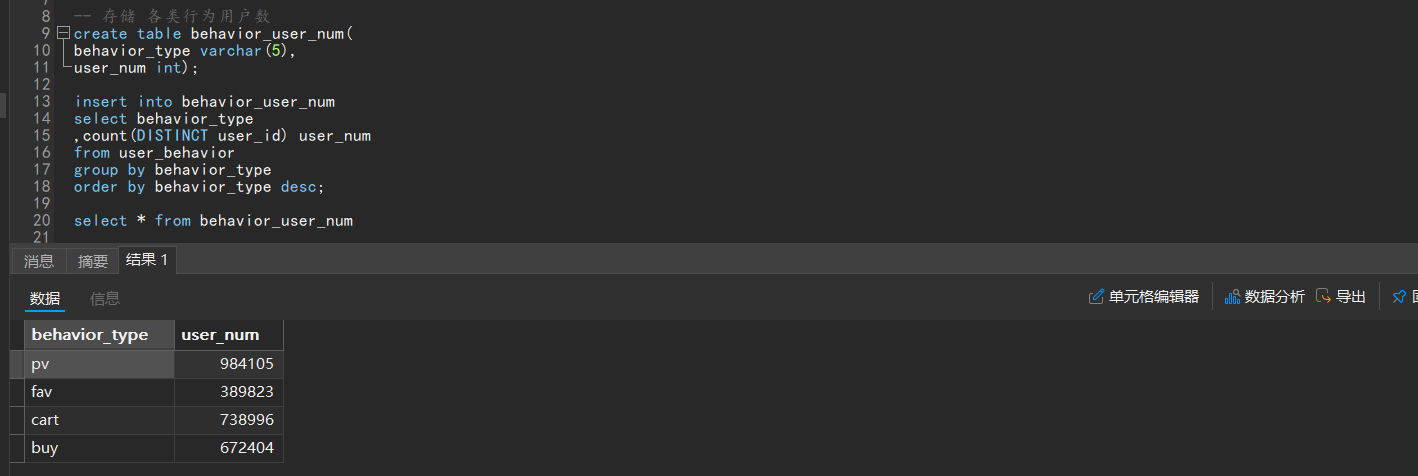 8 -- 存储 各类行为用户数
9 create table behavior_user_num(
10 behavior_type varchar(5),
11 user_num int);
12
13 insert into behavior_user_num
14 select behavior_type
15 ,count(DISTINCT user_id) user_num
16 from user_behavior
17 group by behavior_type
18 order by behavior_type desc;
19
20 select * from behavior_user_num
21
消息 摘要 结果 1
数据 信息 单元格编辑器 数据分析 导出
behavior_type user_num
pv 984105
fav 389823
cart 738996
buy 672404